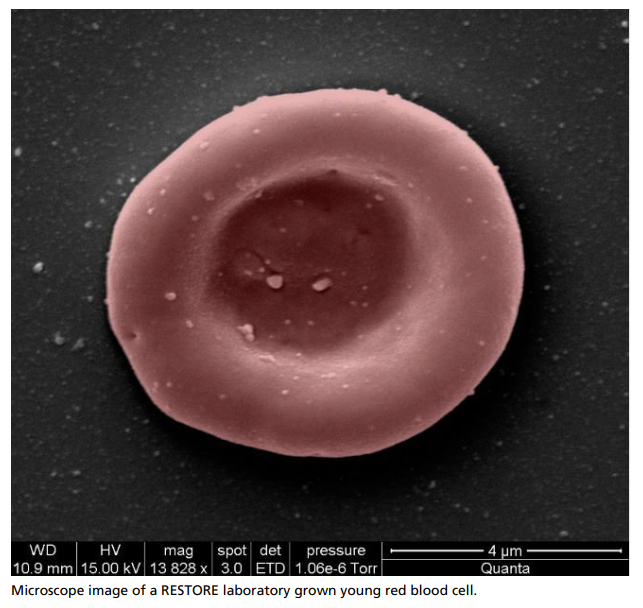 WD HV mag spot det pressure 4 µm
10.9 mm 15.00 kV 13 828 x 3.0 ETD 1.06e-6 Torr Quanta
Microscope image of a RESTORE laboratory grown young red blood cell.